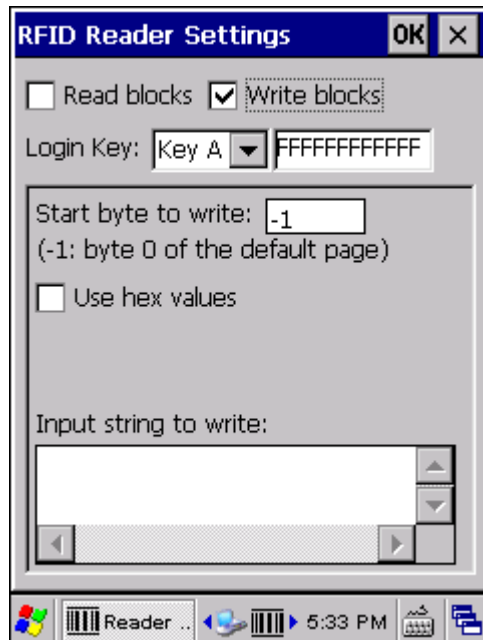 RFID Reader Settings OK ×
Read blocks Write blocks
Login Key: Key A FFFFFFFFFFFF
Start byte to write: -1
(-1: byte 0 of the default page)
Use hex values
Input string to write:
Reader .. 5:33 PM